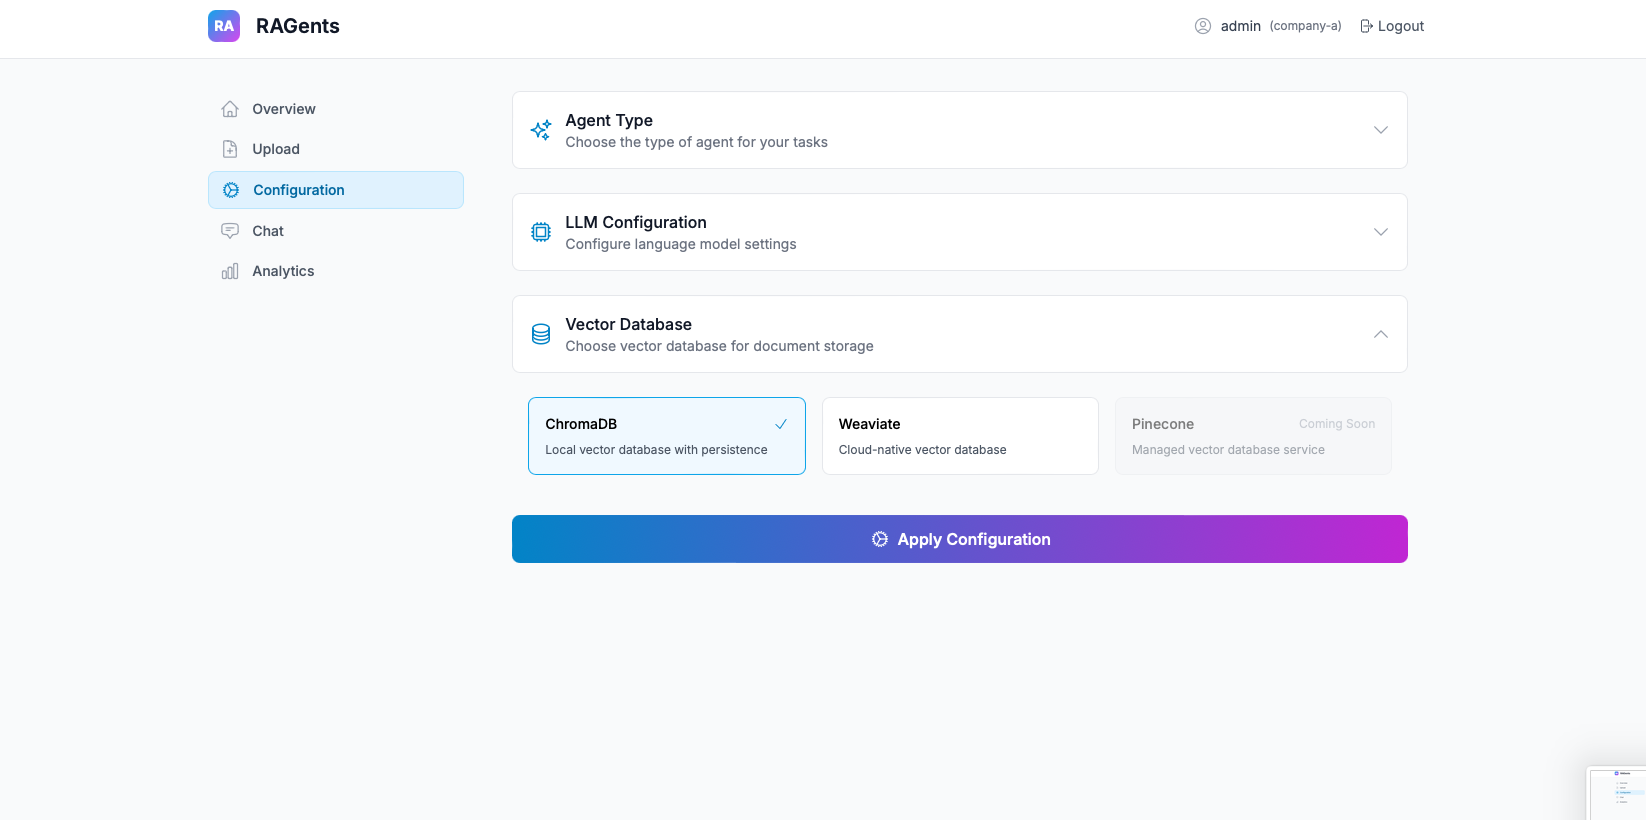 RA RAGents
admin (company-a) Logout
Overview
Upload
Configuration
Chat
Analytics
Agent Type
Choose the type of agent for your tasks
LLM Configuration
Configure language model settings
Vector Database
Choose vector database for document storage
ChromaDB
Local vector database with persistence
Weaviate
Cloud-native vector database
Pinecone Coming Soon
Managed vector database service
Apply Configuration